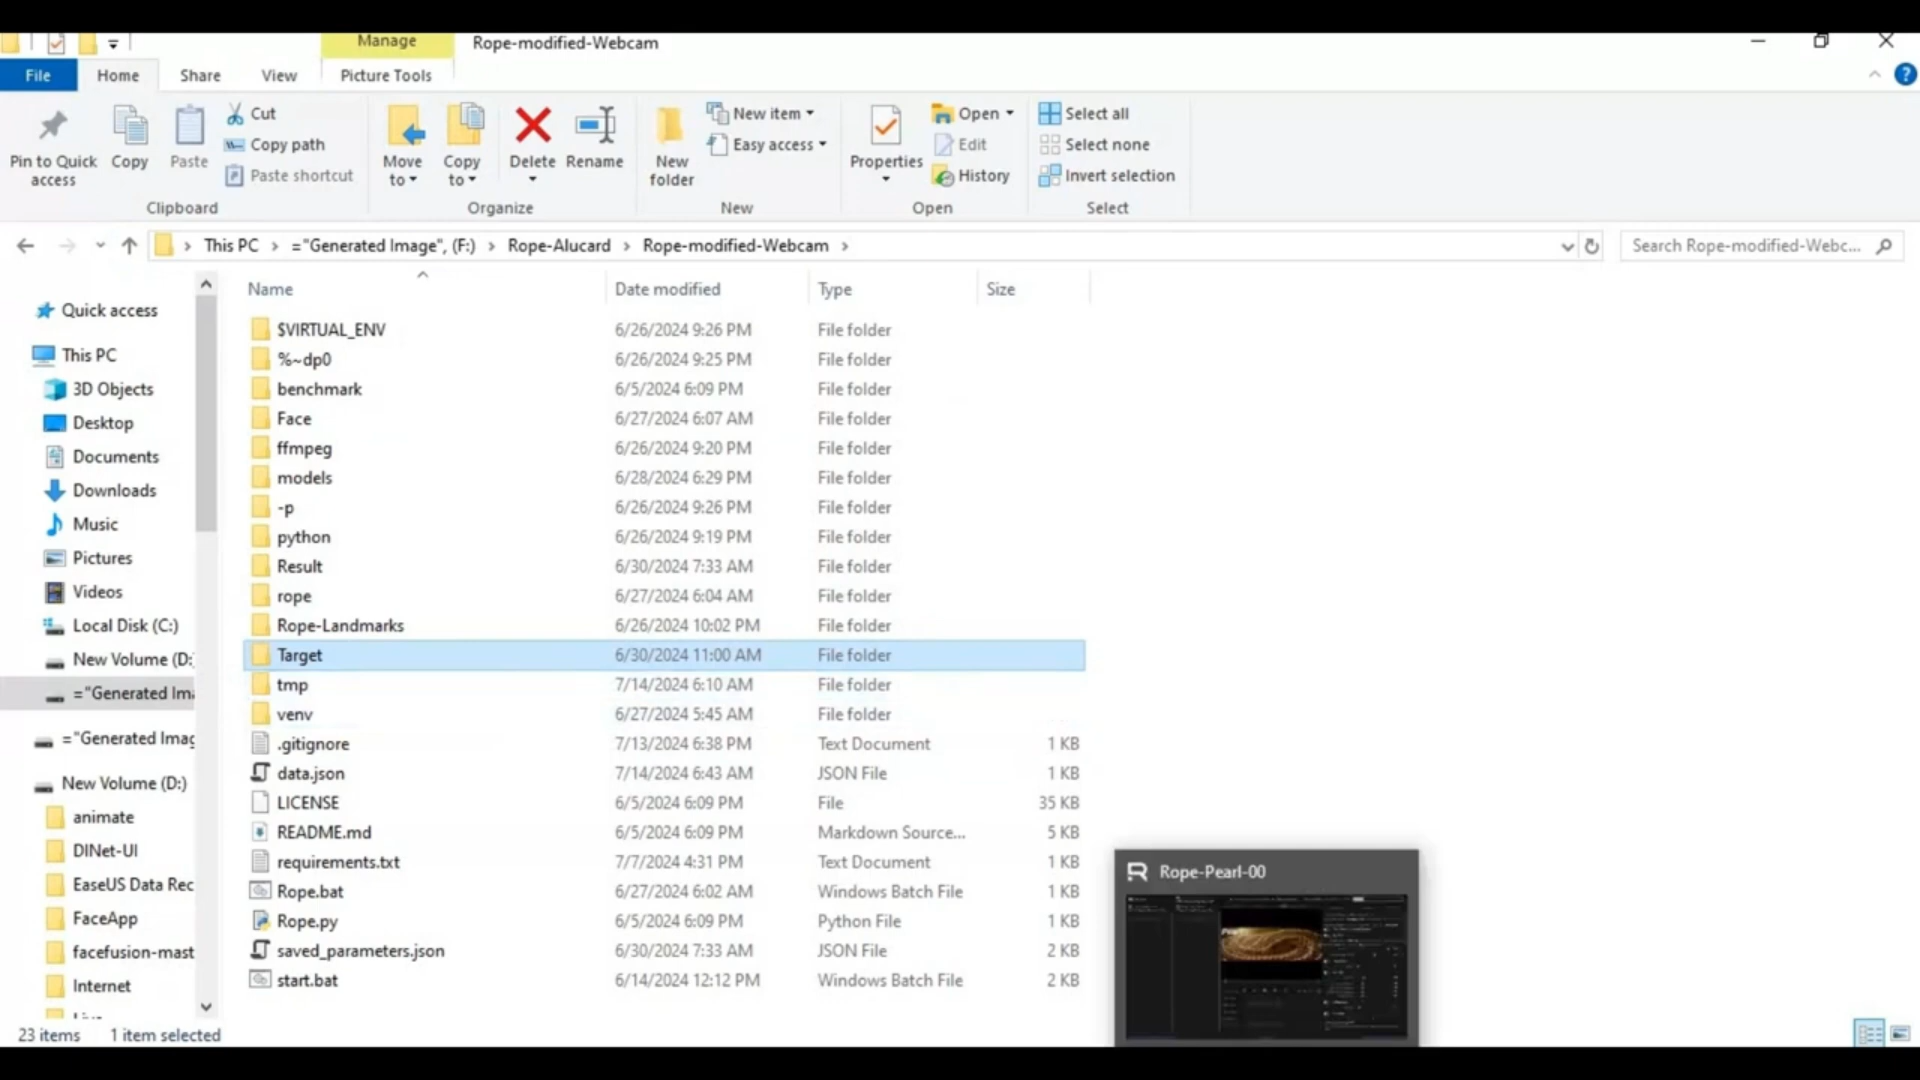 Manage
Rope-modified-Webcam
File
Home
Share
View
Picture Tools
Pin to Quick access
Copy
Paste
Cut
Copy path
Paste shortcut
Clipboard
Move to
Copy to
Delete
Rename
Organize
New folder
New item
Easy access
New
Properties
Open
Edit
History
Open
Select all
Select none
Invert selection
Select
This PC > ="Generated Image", (F:) > Rope-Alucard > Rope-modified-Webcam >
Search Rope-modified-Webc...
Name Date modified Type Size
Quick access
This PC
3D Objects
Desktop
Documents
Downloads
Music
Pictures
Videos
Local Disk (C:)
New Volume (D:
="Generated Ima
="Generated Imag
New Volume (D:)
animate
DINet-UI
EaseUS Data Rec
FaceApp
facefusion-mast
Internet
$VIRTUAL_ENV 6/26/2024 9:26 PM File folder
%~dp0 6/26/2024 9:25 PM File folder
benchmark 6/5/2024 6:09 PM File folder
Face 6/27/2024 6:07 AM File folder
ffmpeg 6/26/2024 9:20 PM File folder
models 6/28/2024 6:29 PM File folder
-p 6/26/2024 9:26 PM File folder
python 6/26/2024 9:19 PM File folder
Result 6/30/2024 7:33 AM File folder
rope 6/27/2024 6:04 AM File folder
Rope-Landmarks 6/26/2024 10:02 PM File folder
Target 6/30/2024 11:00 AM File folder
tmp 7/14/2024 6:10 AM File folder
venv 6/27/2024 5:45 AM File folder
.gitignore 7/13/2024 6:38 PM Text Document 1 KB
data.json 7/14/2024 6:43 AM JSON File 1 KB
LICENSE 6/5/2024 6:09 PM File 35 KB
README.md 6/5/2024 6:09 PM Markdown Source... 5 KB
requirements.txt 7/7/2024 4:31 PM Text Document 1 KB
Rope.bat 6/27/2024 6:02 AM Windows Batch File 1 KB
Rope.py 6/5/2024 6:09 PM Python File 1 KB
saved_parameters.json 6/30/2024 7:33 AM JSON File 2 KB
start.bat 6/14/2024 12:12 PM Windows Batch File 2 KB
Rope-Pearl-00
23 items 1 item selected